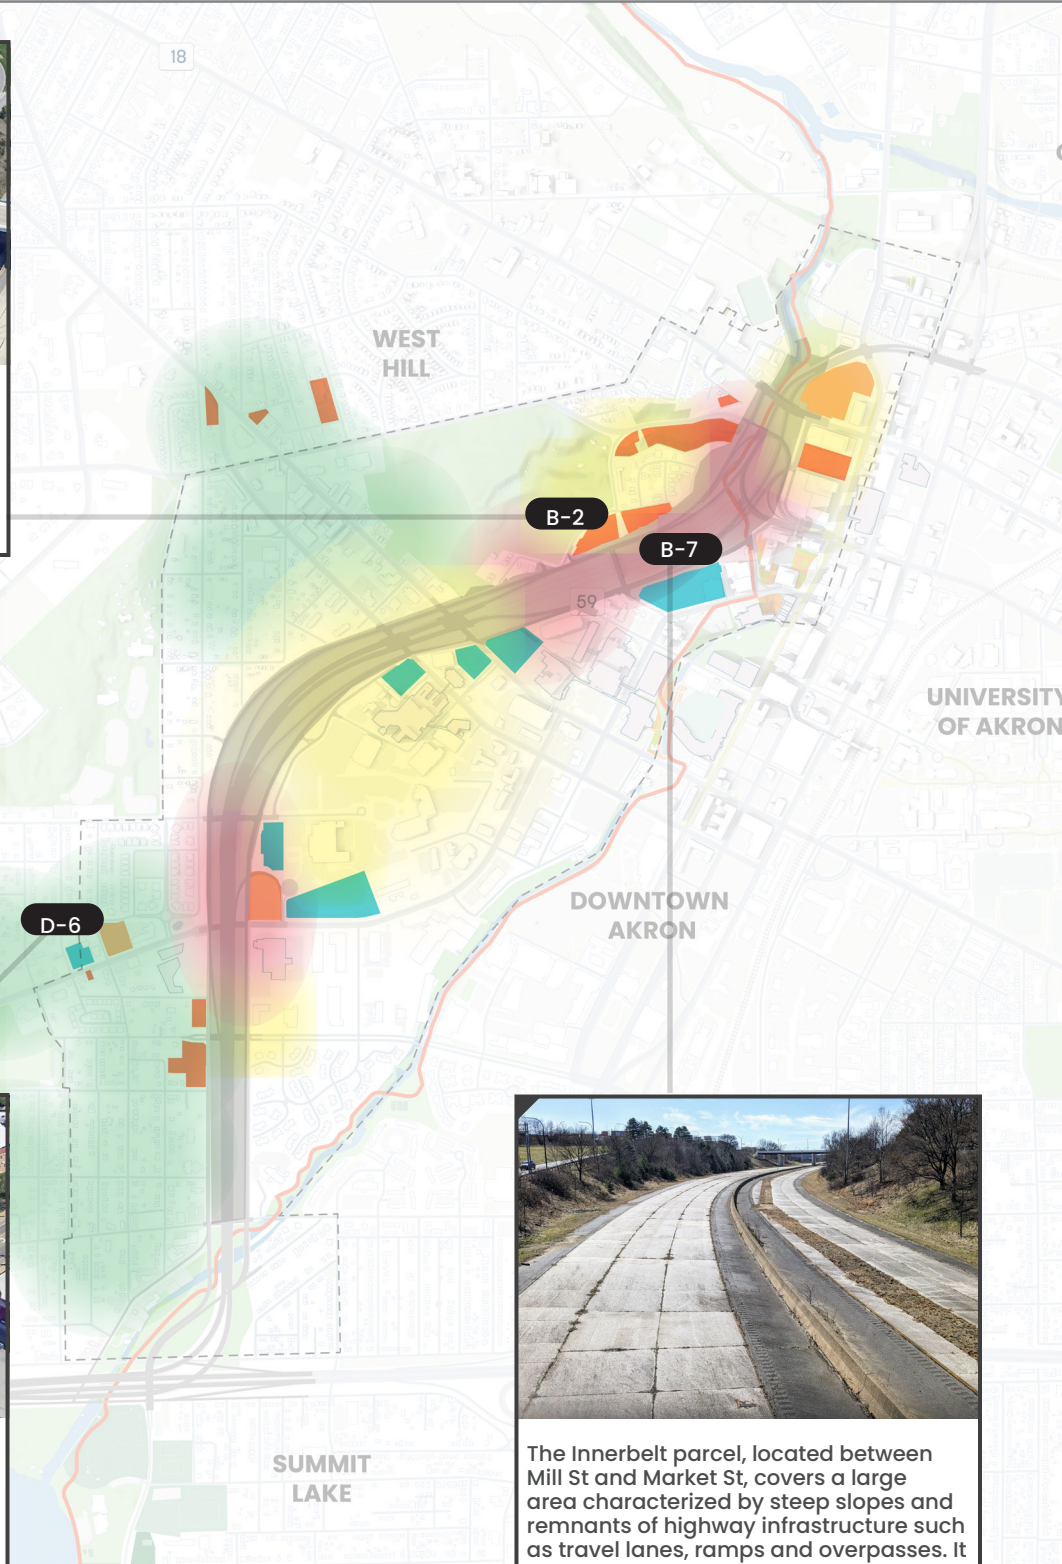 18
WEST
HILL
B-2
B-7
59
UNIVERSITY
OF AKRON
DOWNTOWN
AKRON
D-6
SUMMIT
LAKE
The Innerbelt parcel, located between
Mill St and Market St, covers a large
area characterized by steep slopes and
remnants of highway infrastructure such
as travel lanes, ramps and overpasses. It